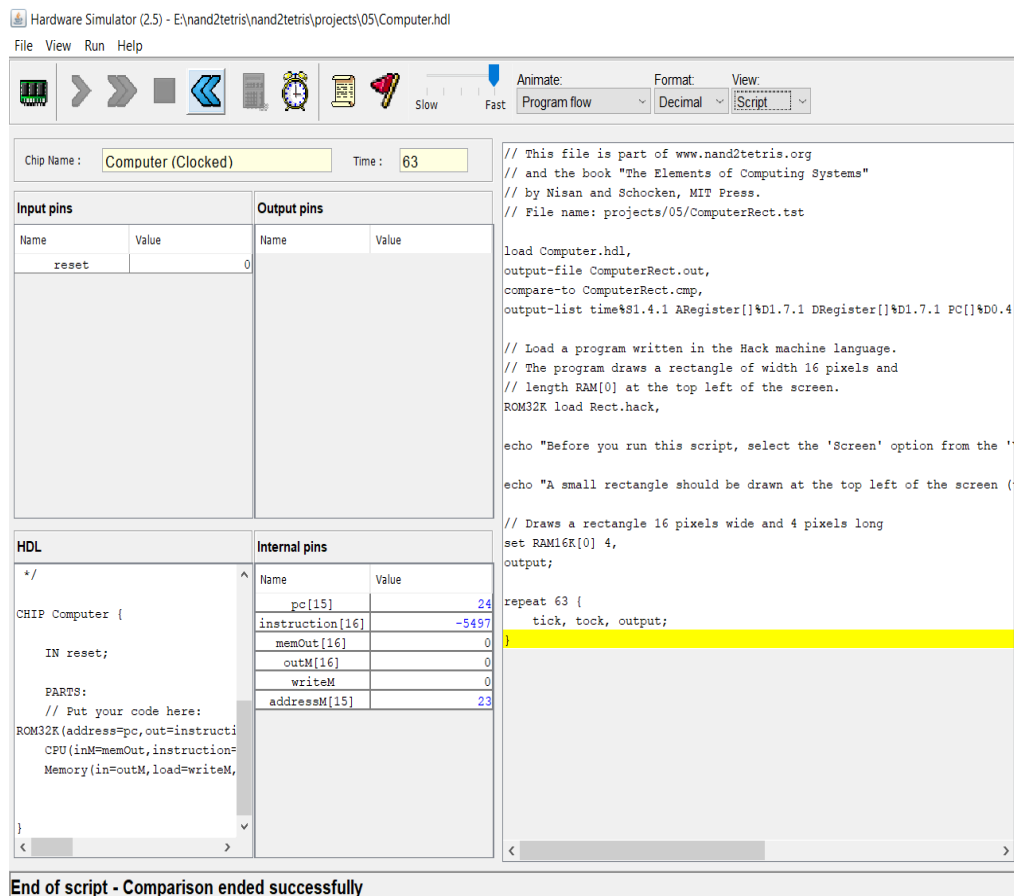 Hardware Simulator (2.5) - E:\nand2tetris\nand2tetris\projects\05\Computer.hdl
File View Run Help
Slow Fast
Animate: Format: View:
Program flow Decimal Script
Chip Name : Computer (Clocked) Time : 63
Input pins
Name Value
reset 0
Output pins
Name Value
HDL
*/
CHIP Computer {
IN reset;
PARTS:
// Put your code here:
ROM32K(address=pc,out=instructi
CPU(inM=memOut,instruction=
Memory(in=outM,load=writeM,
}
Internal pins
Name Value
pc[15] 24
instruction[16] -5497
memOut[16] 0
outM[16] 0
writeM 0
addressM[15] 23
// This file is part of www.nand2tetris.org
// and the book "The Elements of Computing Systems"
// by Nisan and Schocken, MIT Press.
// File name: projects/05/ComputerRect.tst
load Computer.hdl,
output-file ComputerRect.out,
compare-to ComputerRect.cmp,
output-list time%S1.4.1 ARegister[]%D1.7.1 DRegister[]%D1.7.1 PC[]%D0.4
// Load a program written in the Hack machine language.
// The program draws a rectangle of width 16 pixels and
// length RAM[0] at the top left of the screen.
ROM32K load Rect.hack,
echo "Before you run this script, select the 'Screen' option from the '
echo "A small rectangle should be drawn at the top left of the screen (
// Draws a rectangle 16 pixels wide and 4 pixels long
set RAM16K[0] 4,
output;
repeat 63 {
tick, tock, output;
}
End of script - Comparison ended successfully